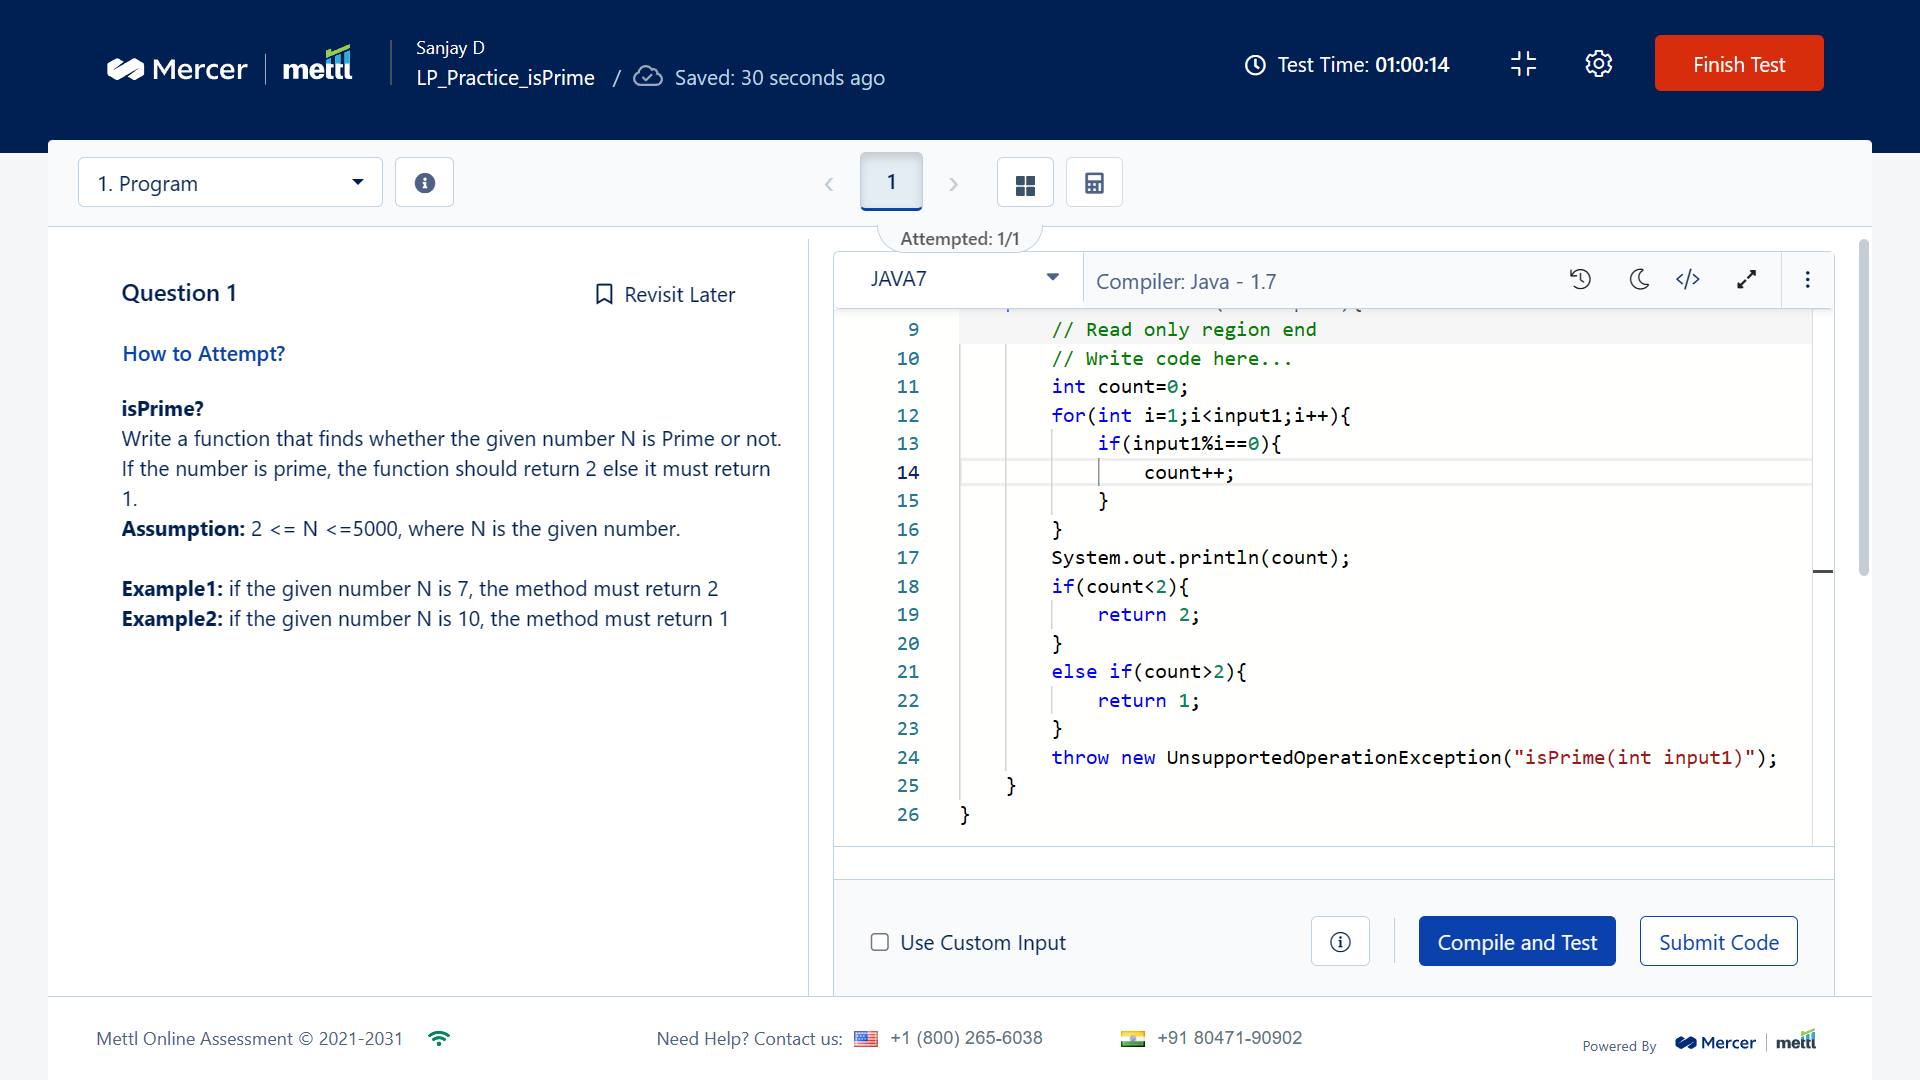 Mercer mettl
Sanjay D
LP_Practice_isPrime / Saved: 30 seconds ago
Test Time: 01:00:14
Finish Test
1. Program
1
Attempted: 1/1
Question 1
Revisit Later
How to Attempt?
isPrime?
Write a function that finds whether the given number N is Prime or not.
If the number is prime, the function should return 2 else it must return
1.
Assumption: 2 <= N <=5000, where N is the given number.
Example1: if the given number N is 7, the method must return 2
Example2: if the given number N is 10, the method must return 1
JAVA7
Compiler: Java - 1.7
9 // Read only region end
10 // Write code here...
11 int count=0;
12 for(int i=1;i<input1;i++){
13 if(input1%i==0){
14 count++;
15 }
16 }
17 System.out.println(count);
18 if(count<2){
19 return 2;
20 }
21 else if(count>2){
22 return 1;
23 }
24 throw new UnsupportedOperationException("isPrime(int input1)");
25 }
26 }
Use Custom Input
Compile and Test
Submit Code
Mettl Online Assessment © 2021-2031
Need Help? Contact us: +1 (800) 265-6038
+91 80471-90902
Powered By Mercer mettl